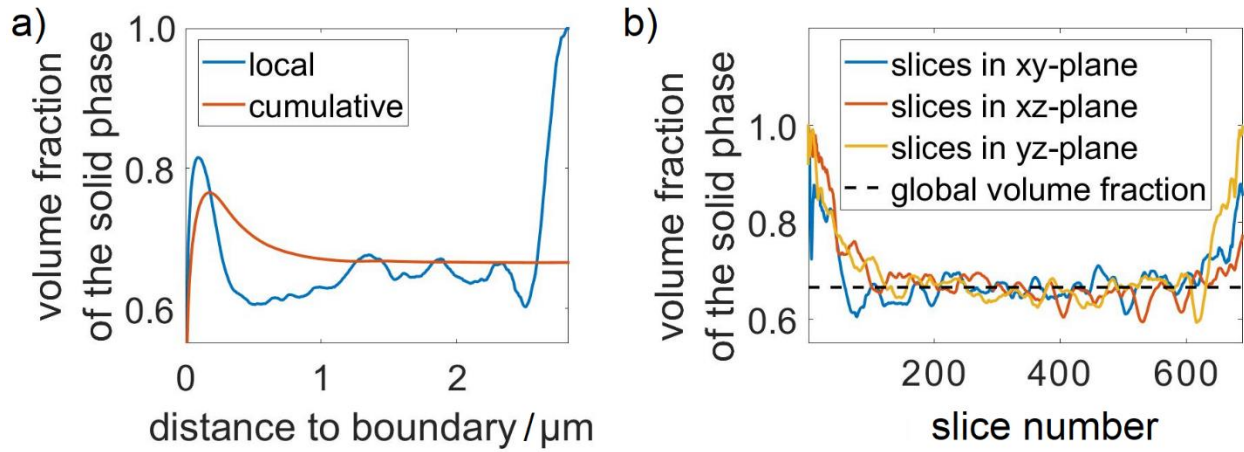 a)
volume fraction
of the solid phase
1.0
0.8
0.6
local
cumulative
0
1
2
distance to boundary / µm
b)
volume fraction
of the solid phase
1.0
0.8
0.6
slices in xy-plane
slices in xz-plane
slices in yz-plane
global volume fraction
200
400
600
slice number